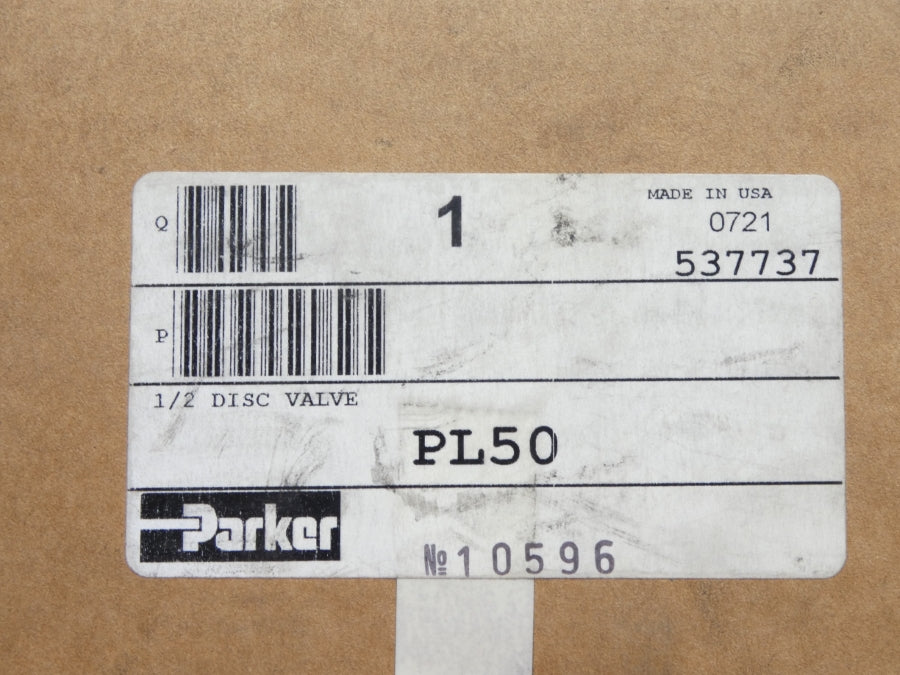 Q
1
MADE IN USA
0721
537737
P
1/2 DISC VALVE
PL50
Parker
№10596